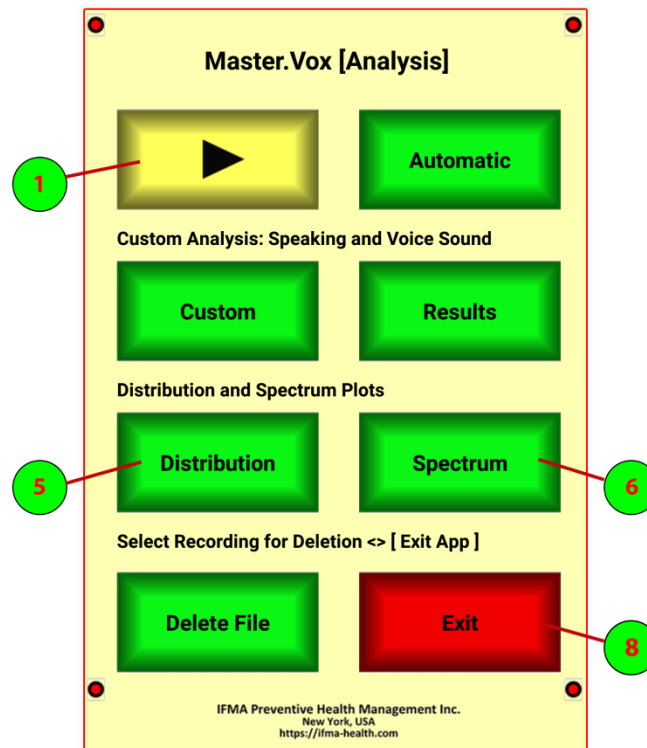 Master.Vox [Analysis]
1
Automatic
Custom Analysis: Speaking and Voice Sound
Custom
Results
Distribution and Spectrum Plots
5
Distribution
Spectrum
6
Select Recording for Deletion <> [ Exit App ]
Delete File
Exit
8
IFMA Preventive Health Management Inc.
New York, USA
https://ifma-health.com